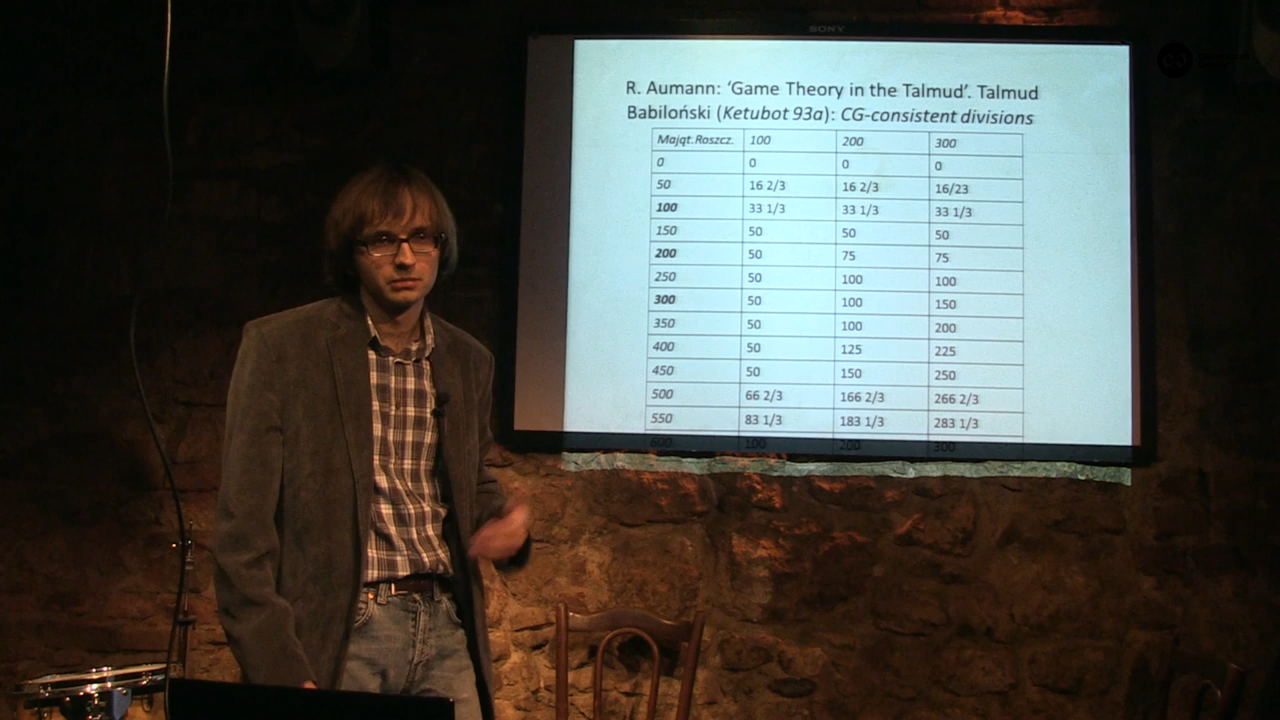 SONY
R. Aumann: ‘Game Theory in the Talmud’. Talmud
Babiloński (Ketubot 93a): CG-consistent divisions
Mająt.Roszcz. 100 200 300
0 0 0 0
50 16 2/3 16 2/3 16/23
100 33 1/3 33 1/3 33 1/3
150 50 50 50
200 50 75 75
250 50 100 100
300 50 100 150
350 50 100 200
400 50 125 225
450 50 150 250
500 66 2/3 166 2/3 266 2/3
550 83 1/3 183 1/3 283 1/3
600 100 200 300